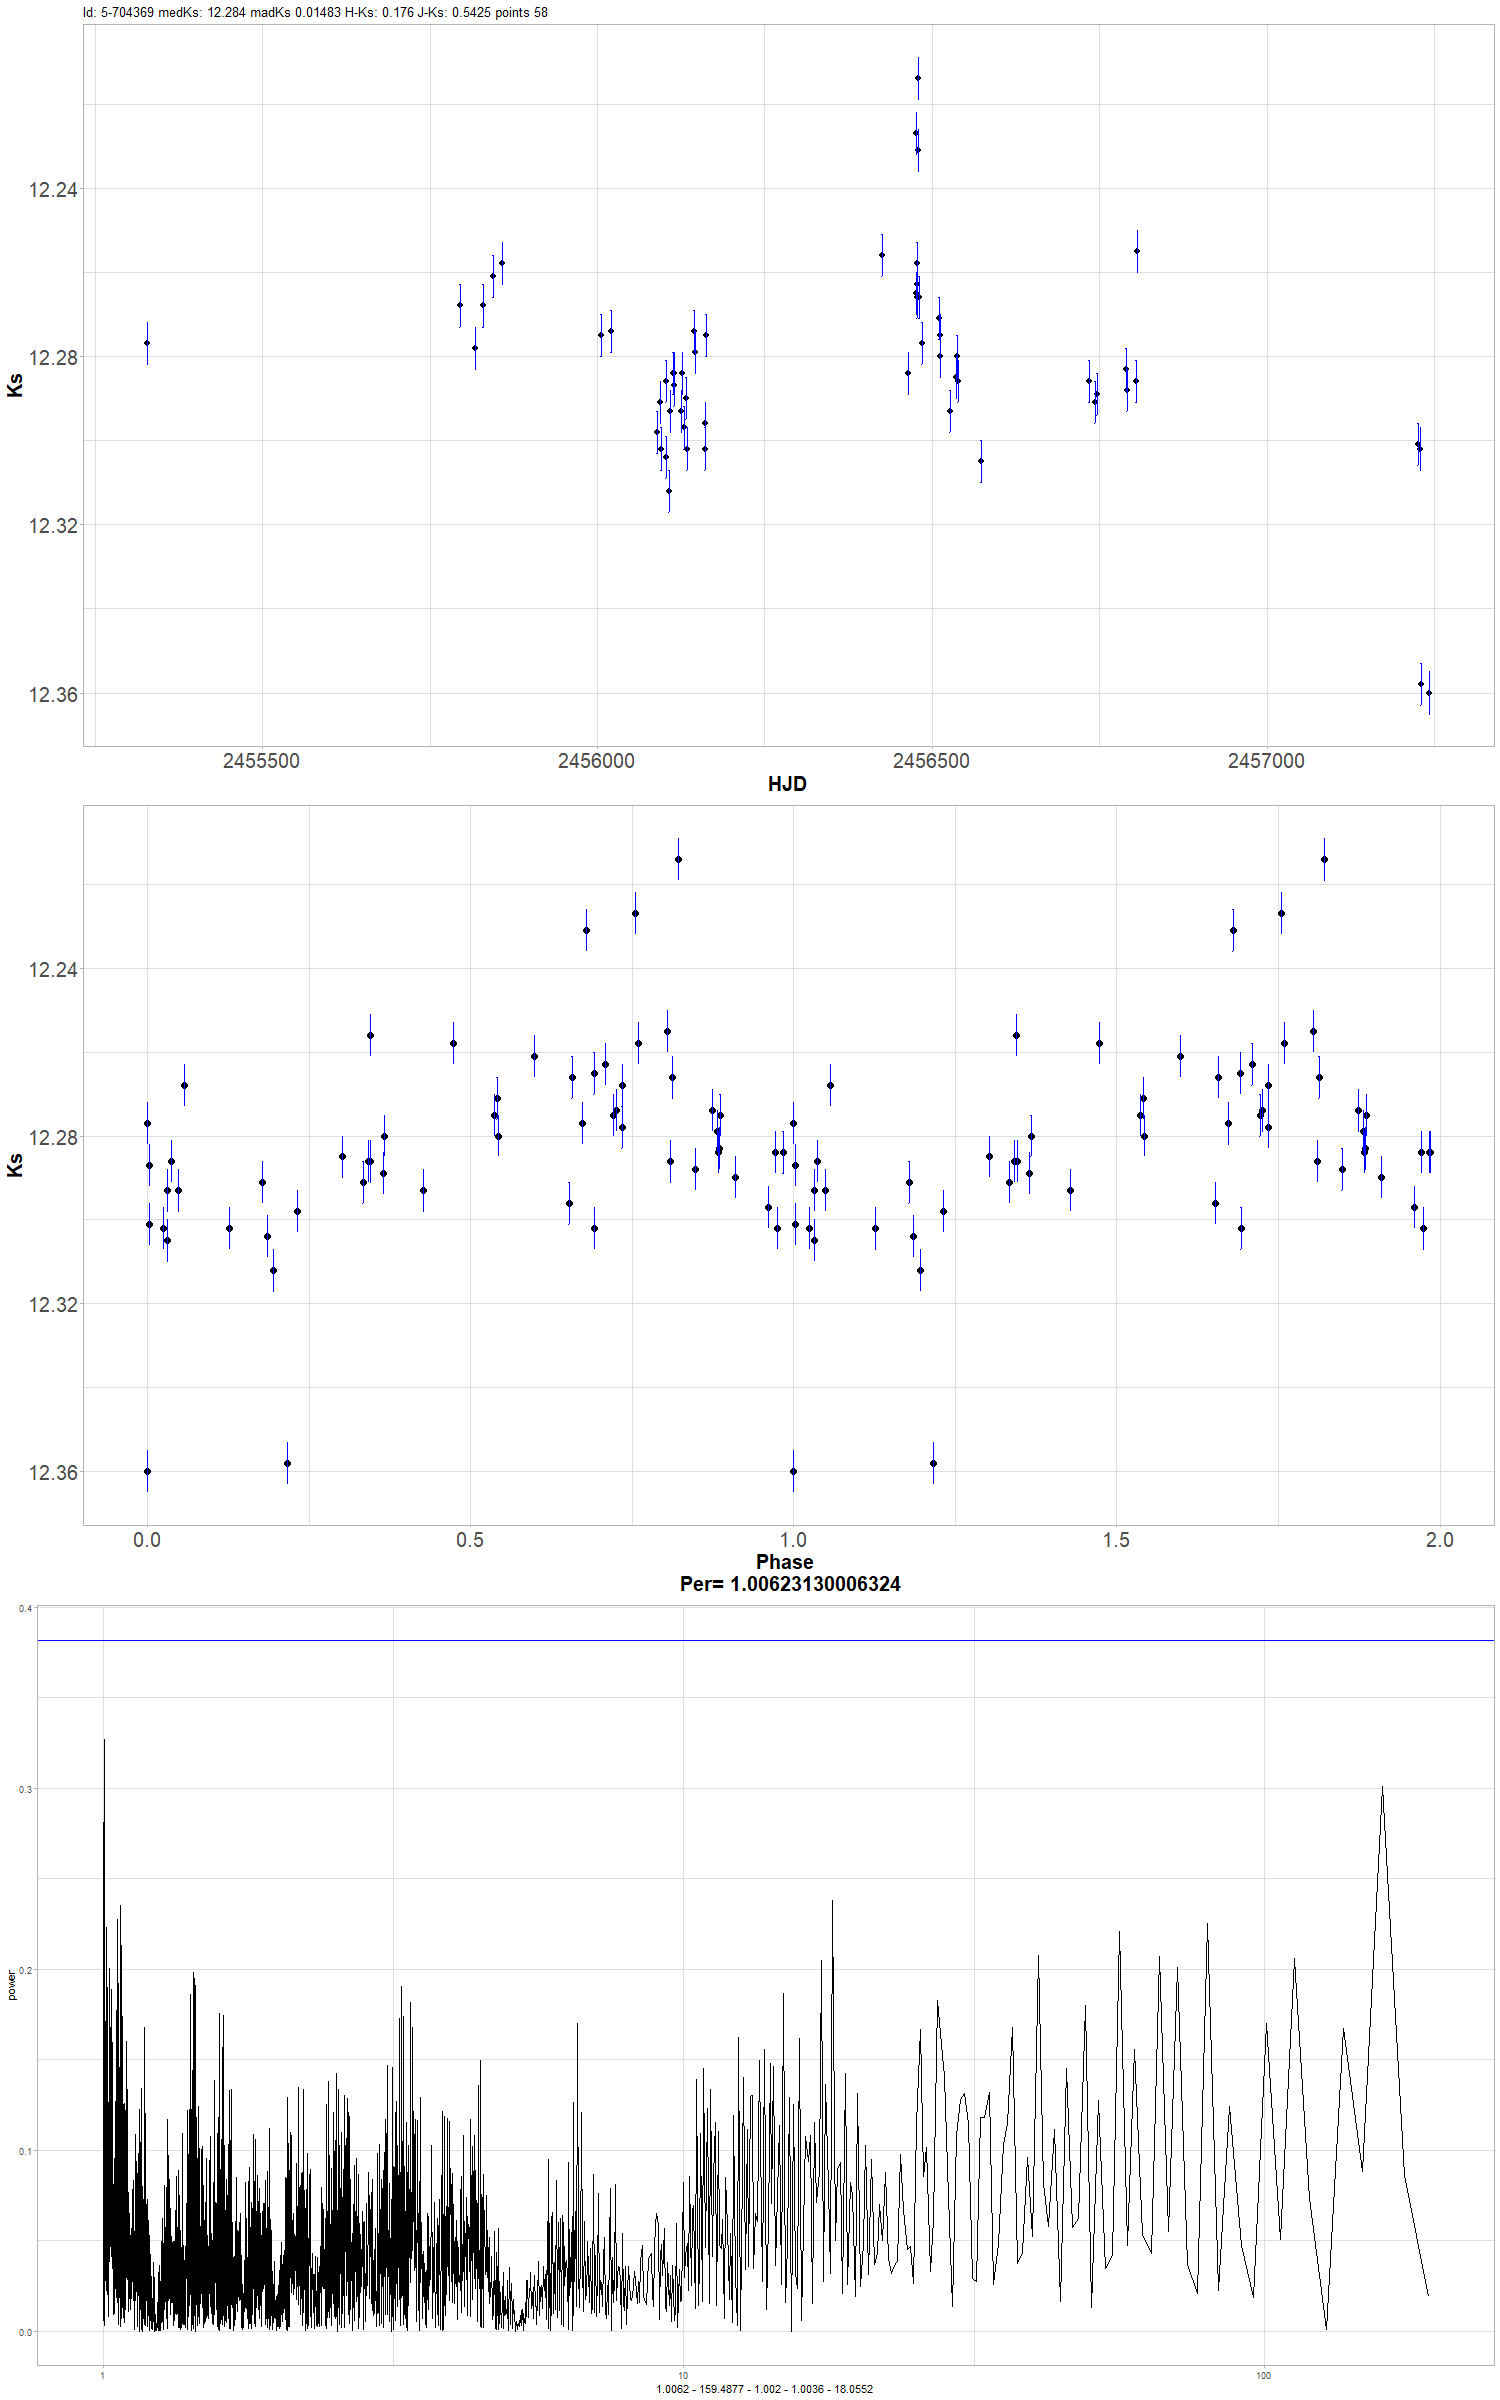 Id: 5-704369 medKs: 12.284 madKs 0.01483 H-Ks: 0.176 J-Ks: 0.5425 points 58
12.24
12.28
12.32
12.36
Ks
2455500 2456000 2456500 2457000
HJD
12.24
12.28
12.32
12.36
Ks
0.0 0.5 1.0 1.5 2.0
Phase
Per= 1.00623130006324
0.4
0.3
0.2
0.1
0.0
power
1 10 100
1.0062 - 159.4877 - 1.002 - 1.0036 - 18.0552